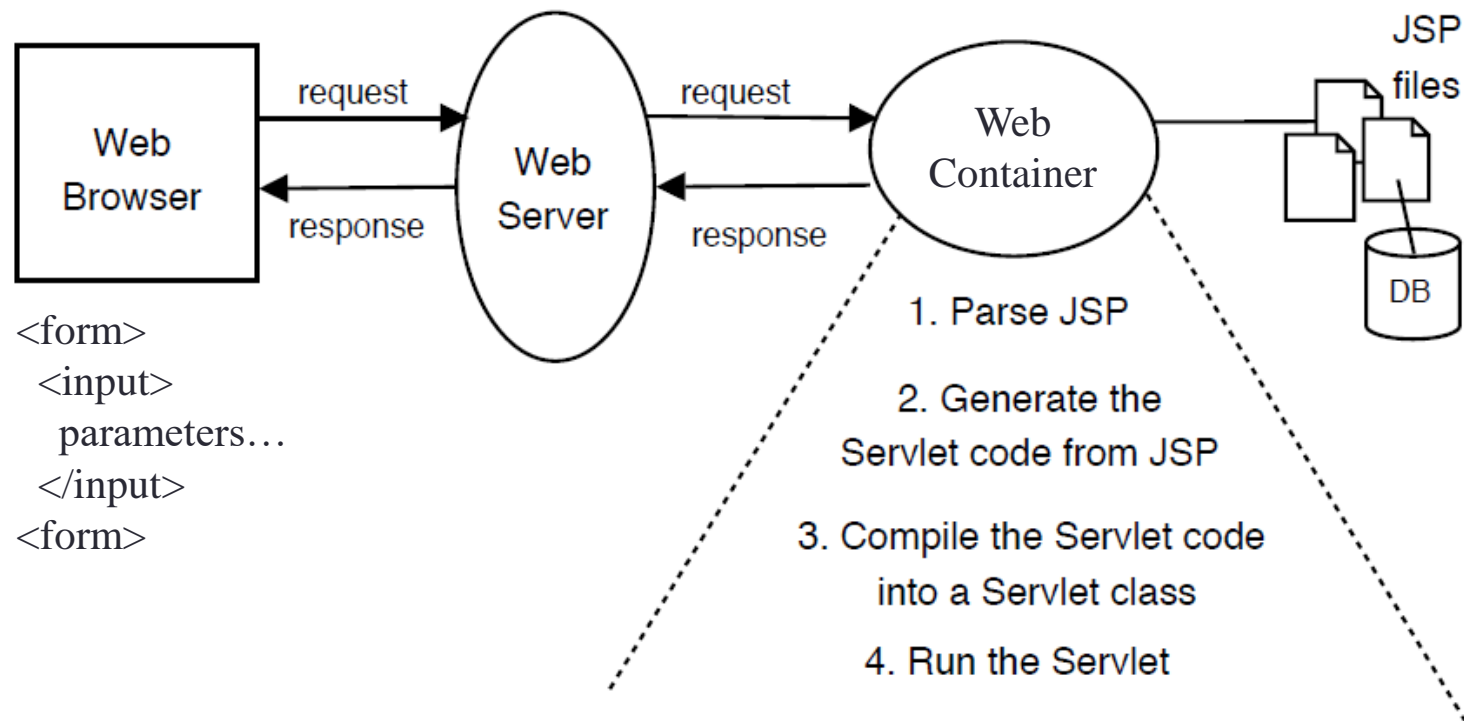 JSP
files
request
request
Web
Browser
Web
Server
Web
Container
response
response
DB
<form>
<input>
parameters…
</input>
<form>
1. Parse JSP
2. Generate the
Servlet code from JSP
3. Compile the Servlet code
into a Servlet class
4. Run the Servlet